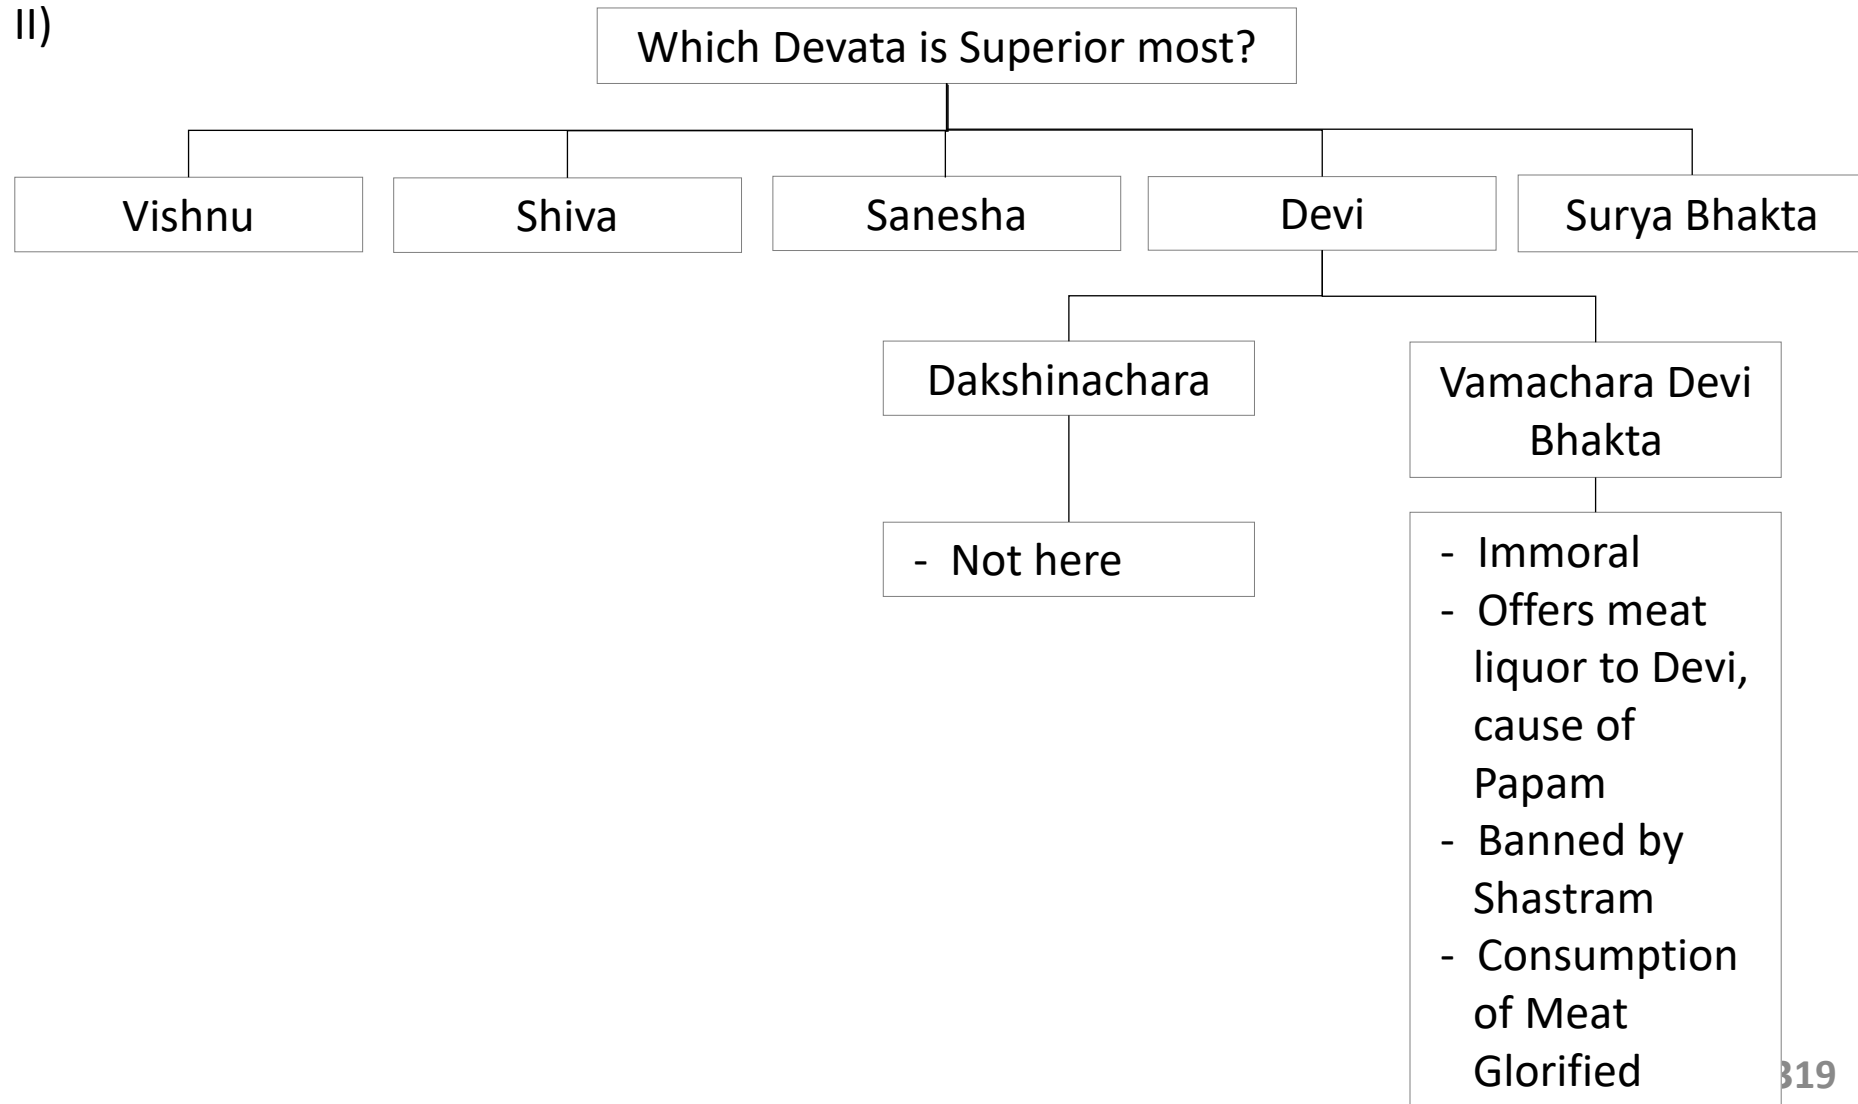 II)
Which Devata is Superior most?
Vishnu
Shiva
Sanesha
Devi
Surya Bhakta
Dakshinachara
Vamachara Devi
Bhakta
- Not here
- Immoral
- Offers meat
liquor to Devi,
cause of
Papam
- Banned by
Shastram
- Consumption
of Meat
Glorified
319